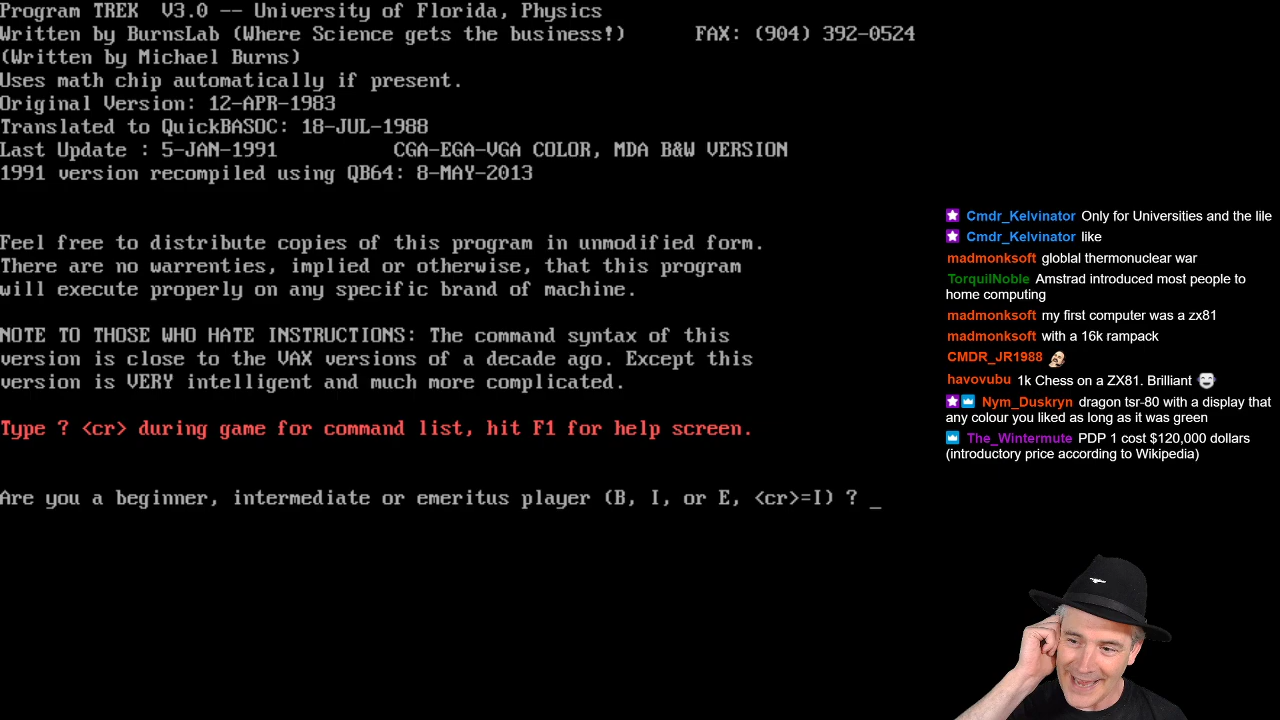 Program TREK  V3.0 -- University of Florida, Physics
Written by BurnsLab (Where Science gets the business!)      FAX: (904) 392-0524
(Written by Michael Burns)
Uses math chip automatically if present.
Original Version: 12-APR-1983
Translated to QuickBASOC: 18-JUL-1988
Last Update : 5-JAN-1991          CGA-EGA-VGA COLOR, MDA B&W VERSION
1991 version recompiled using QB64: 8-MAY-2013
Feel free to distribute copies of this program in unmodified form.
There are no warrenties, implied or otherwise, that this program
will execute properly on any specific brand of machine.
NOTE TO THOSE WHO HATE INSTRUCTIONS: The command syntax of this
version is close to the VAX versions of a decade ago. Except this
version is VERY intelligent and much more complicated.
Type ? <cr> during game for command list, hit F1 for help screen.
Are you a beginner, intermediate or emeritus player (B, I, or E, <cr>=I) ? _
Cmdr_Kelvinator Only for Universities and the lile
Cmdr_Kelvinator like
madmonksoft globlal thermonuclear war
TorquilNoble Amstrad introduced most people to
home computing
madmonksoft my first computer was a zx81
madmonksoft with a 16k rampack
CMDR_JR1988
havovubu 1k Chess on a ZX81. Brilliant
Nym_Duskryn dragon tsr-80 with a display that
any colour you liked as long as it was green
The_Wintermute PDP 1 cost $120,000 dollars
(introductory price according to Wikipedia)